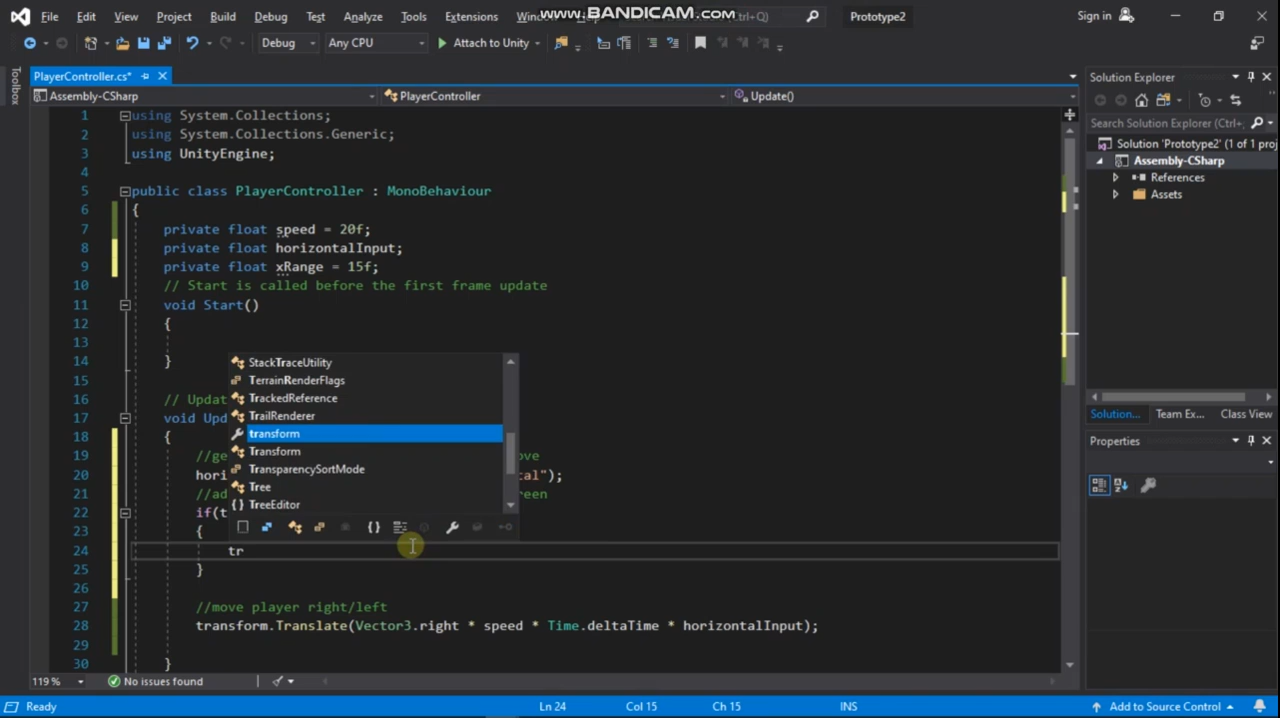 File Edit View Project Build Debug Test Analyze Tools Extensions Window www.BANDICAM.com +Q) Prototype2 Sign in
Debug Any CPU Attach to Unity
Toolbox
PlayerController.cs*
Assembly-CSharp PlayerController Update()
1 using System.Collections;
2 using System.Collections.Generic;
3 using UnityEngine;
4
5 public class PlayerController : MonoBehaviour
6 {
7 private float speed = 20f;
8 private float horizontalInput;
9 private float xRange = 15f;
10 // Start is called before the first frame update
11 void Start()
12 {
13
14 }
15
16 // Updat
17 void Upd
18 {
19 //ge ove
20 hori tal");
21 //ad een
22 if(t
23 {
24 tr
25 }
26
27 //move player right/left
28 transform.Translate(Vector3.right * speed * Time.deltaTime * horizontalInput);
29
30 }
StackTraceUtility
TerrainRenderFlags
TrackedReference
TrailRenderer
transform
Transform
TransparencySortMode
Tree
TreeEditor
119 % No issues found
Ready Ln 24 Col 15 Ch 15 INS Add to Source Control
Solution Explorer
Search Solution Explorer (Ctrl+
Solution 'Prototype2' (1 of 1 proj
Assembly-CSharp
References
Assets
Solution... Team Ex... Class View
Properties